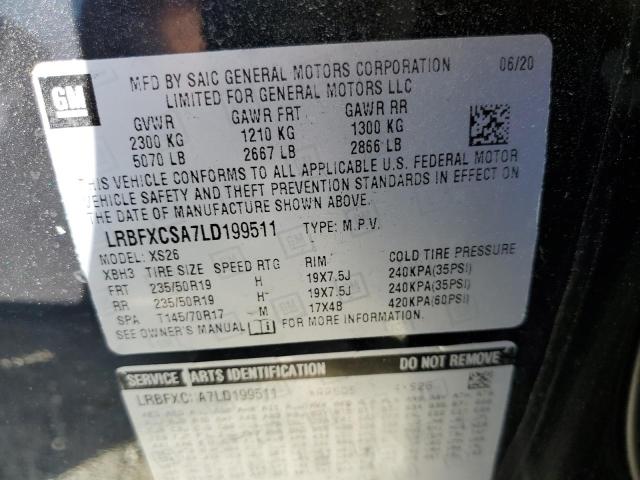 GM
MFD BY SAIC GENERAL MOTORS CORPORATION 06/20
LIMITED FOR GENERAL MOTORS LLC
GVWR GAWR FRT GAWR RR
2300 KG 1210 KG 1300 KG
5070 LB 2667 LB 2866 LB
THIS VEHICLE CONFORMS TO ALL APPLICABLE U.S. FEDERAL MOTOR
VEHICLE SAFETY AND THEFT PREVENTION STANDARDS IN EFFECT ON
THE DATE OF MANUFACTURE SHOWN ABOVE.
LRBFXCSA7LD199511 TYPE: M.P.V.
MODEL: XS26
XBH3 TIRE SIZE SPEED RTG RIM COLD TIRE PRESSURE
FRT 235/50R19 H 19X7.5J 240KPA(35PSI)
RR 235/50R19 H 19X7.5J 240KPA(35PSI)
SPA T145/70R17 M 17X4B 420KPA(60PSI)
SEE OWNER'S MANUAL FOR MORE INFORMATION.
SERVICE PARTS IDENTIFICATION DO NOT REMOVE
LRBFXC A7LD199511